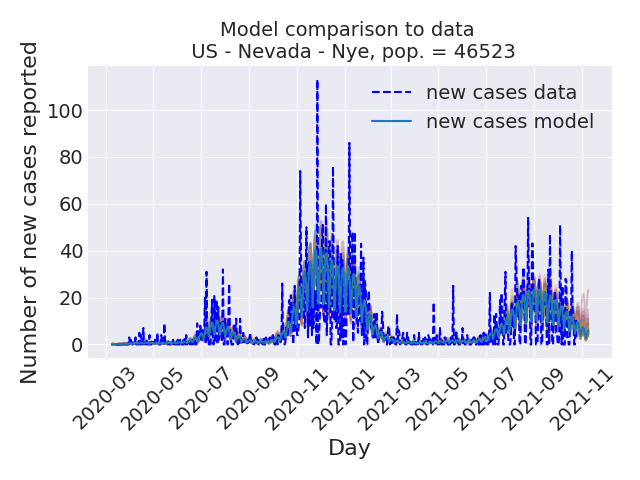 Model comparison to data
US - Nevada - Nye, pop. = 46523
Number of new cases reported
100
80
60
40
20
0
new cases data
new cases model
2020-03
2020-05
2020-07
2020-09
2020-11
2021-01
2021-03
2021-05
2021-07
2021-09
2021-11
Day